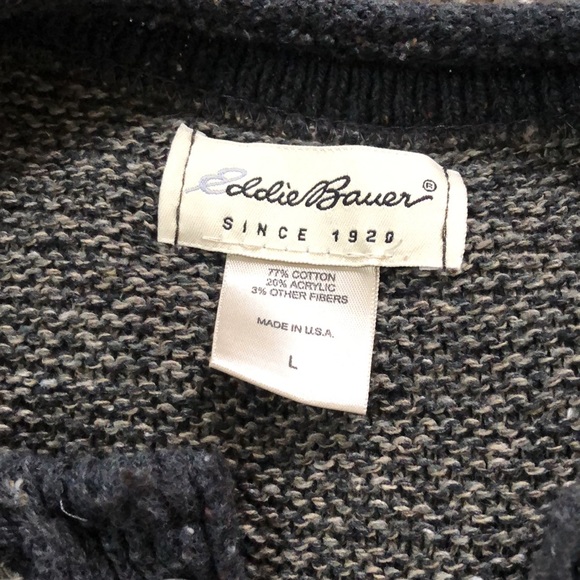 Eddie Bauer®
SINCE 1920
77% COTTON
20% ACRYLIC
3% OTHER FIBERS
MADE IN U.S.A.
L